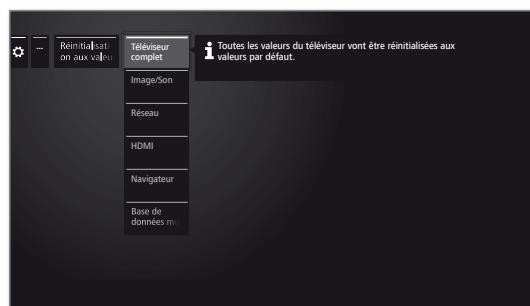 ...
Réinitialisati
on aux valeu
Téléviseur
complet
Toutes les valeurs du téléviseur vont être réinitialisées aux
valeurs par défaut.
Image/Son
Réseau
HDMI
Navigateur
Base de
données mu